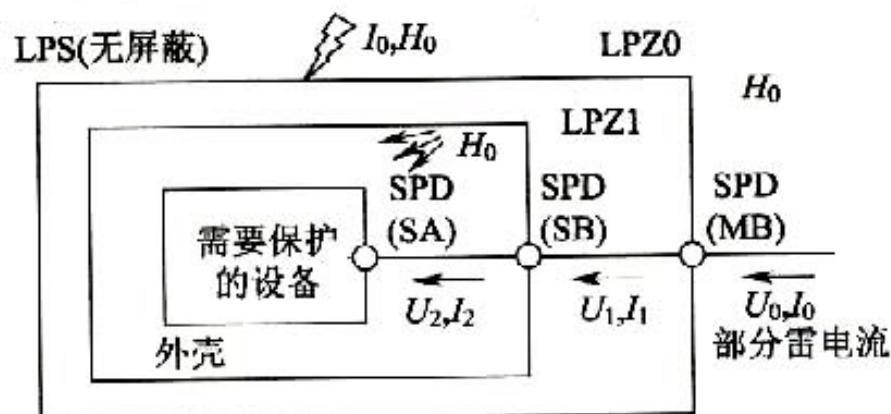 LPS(无屏蔽)
I₀,H₀
LPZ0
H₀
LPZ1
H₀
SPD
(SA)
SPD
(SB)
SPD
(MB)
需要保护
的设备
U₂,I₂
U₁,I₁
U₀,I₀
部分雷电流
外壳